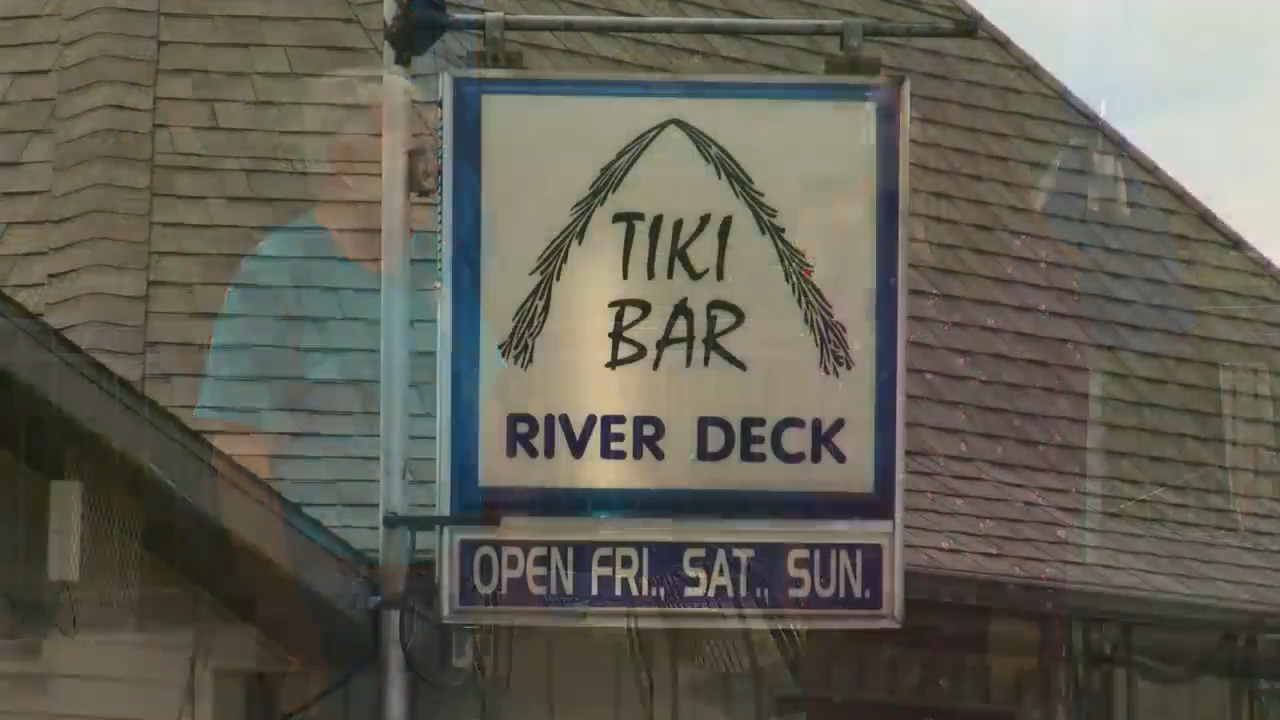 TIKI
BAR
RIVER DECK
OPEN FRI., SAT., SUN.